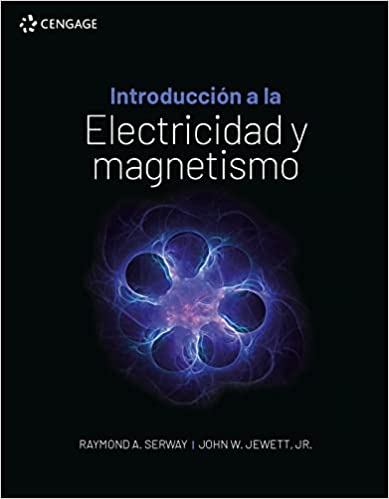 CENGAGE
Introducción a la
Electricidad y
magnetismo
RAYMOND A. SERWAY | JOHN W. JEWETT, JR.